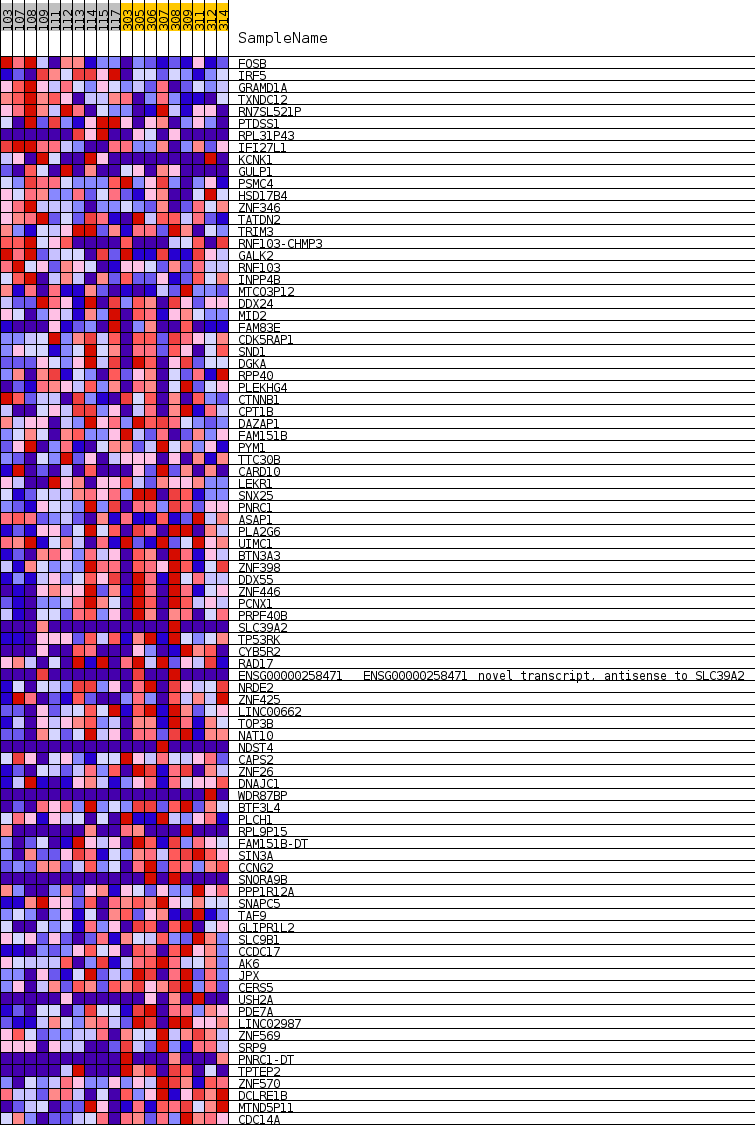 103 107 108 109 111 112 113 114 115 117 303 305 306 307 308 309 311 312 314
SampleName
FOSB
IRF5
GRAMD1A
TXNDC12
RN7SL521P
PTDSS1
RPL31P43
IFI27L1
KCNK1
GULP1
PSMC4
HSD17B4
ZNF346
TATDN2
TRIM3
RNF103-CHMP3
GALK2
RNF103
INPP4B
MTCO3P12
DDX24
MID2
FAM83E
CDK5RAP1
SND1
DGKA
RPP40
PLEKHG4
CTNNB1
CPT1B
DAZAP1
FAM151B
PYM1
TTC30B
CARD10
LEKR1
SNX25
PNRC1
ASAP1
PLA2G6
UIMC1
BTN3A3
ZNF398
DDX55
ZNF446
PCNX1
PRPF40B
SLC39A2
TP53RK
CYB5R2
RAD17
ENSG00000258471 ENSG00000258471 novel transcript, antisense to SLC39A2
NRDE2
ZNF425
LINC00662
TOP3B
NAT10
NDST4
CAPS2
ZNF26
DNAJC1
WDR87BP
BTF3L4
PLCH1
RPL9P15
FAM151B-DT
SIN3A
CCNG2
SNORA9B
PPP1R12A
SNAPC5
TAF9
GLIPR1L2
SLC9B1
CCDC17
AK6
JPX
CERS5
USH2A
PDE7A
LINC02987
ZNF569
SRP9
PNRC1-DT
TPTEP2
ZNF570
DCLRE1B
MTND5P11
CDC14A